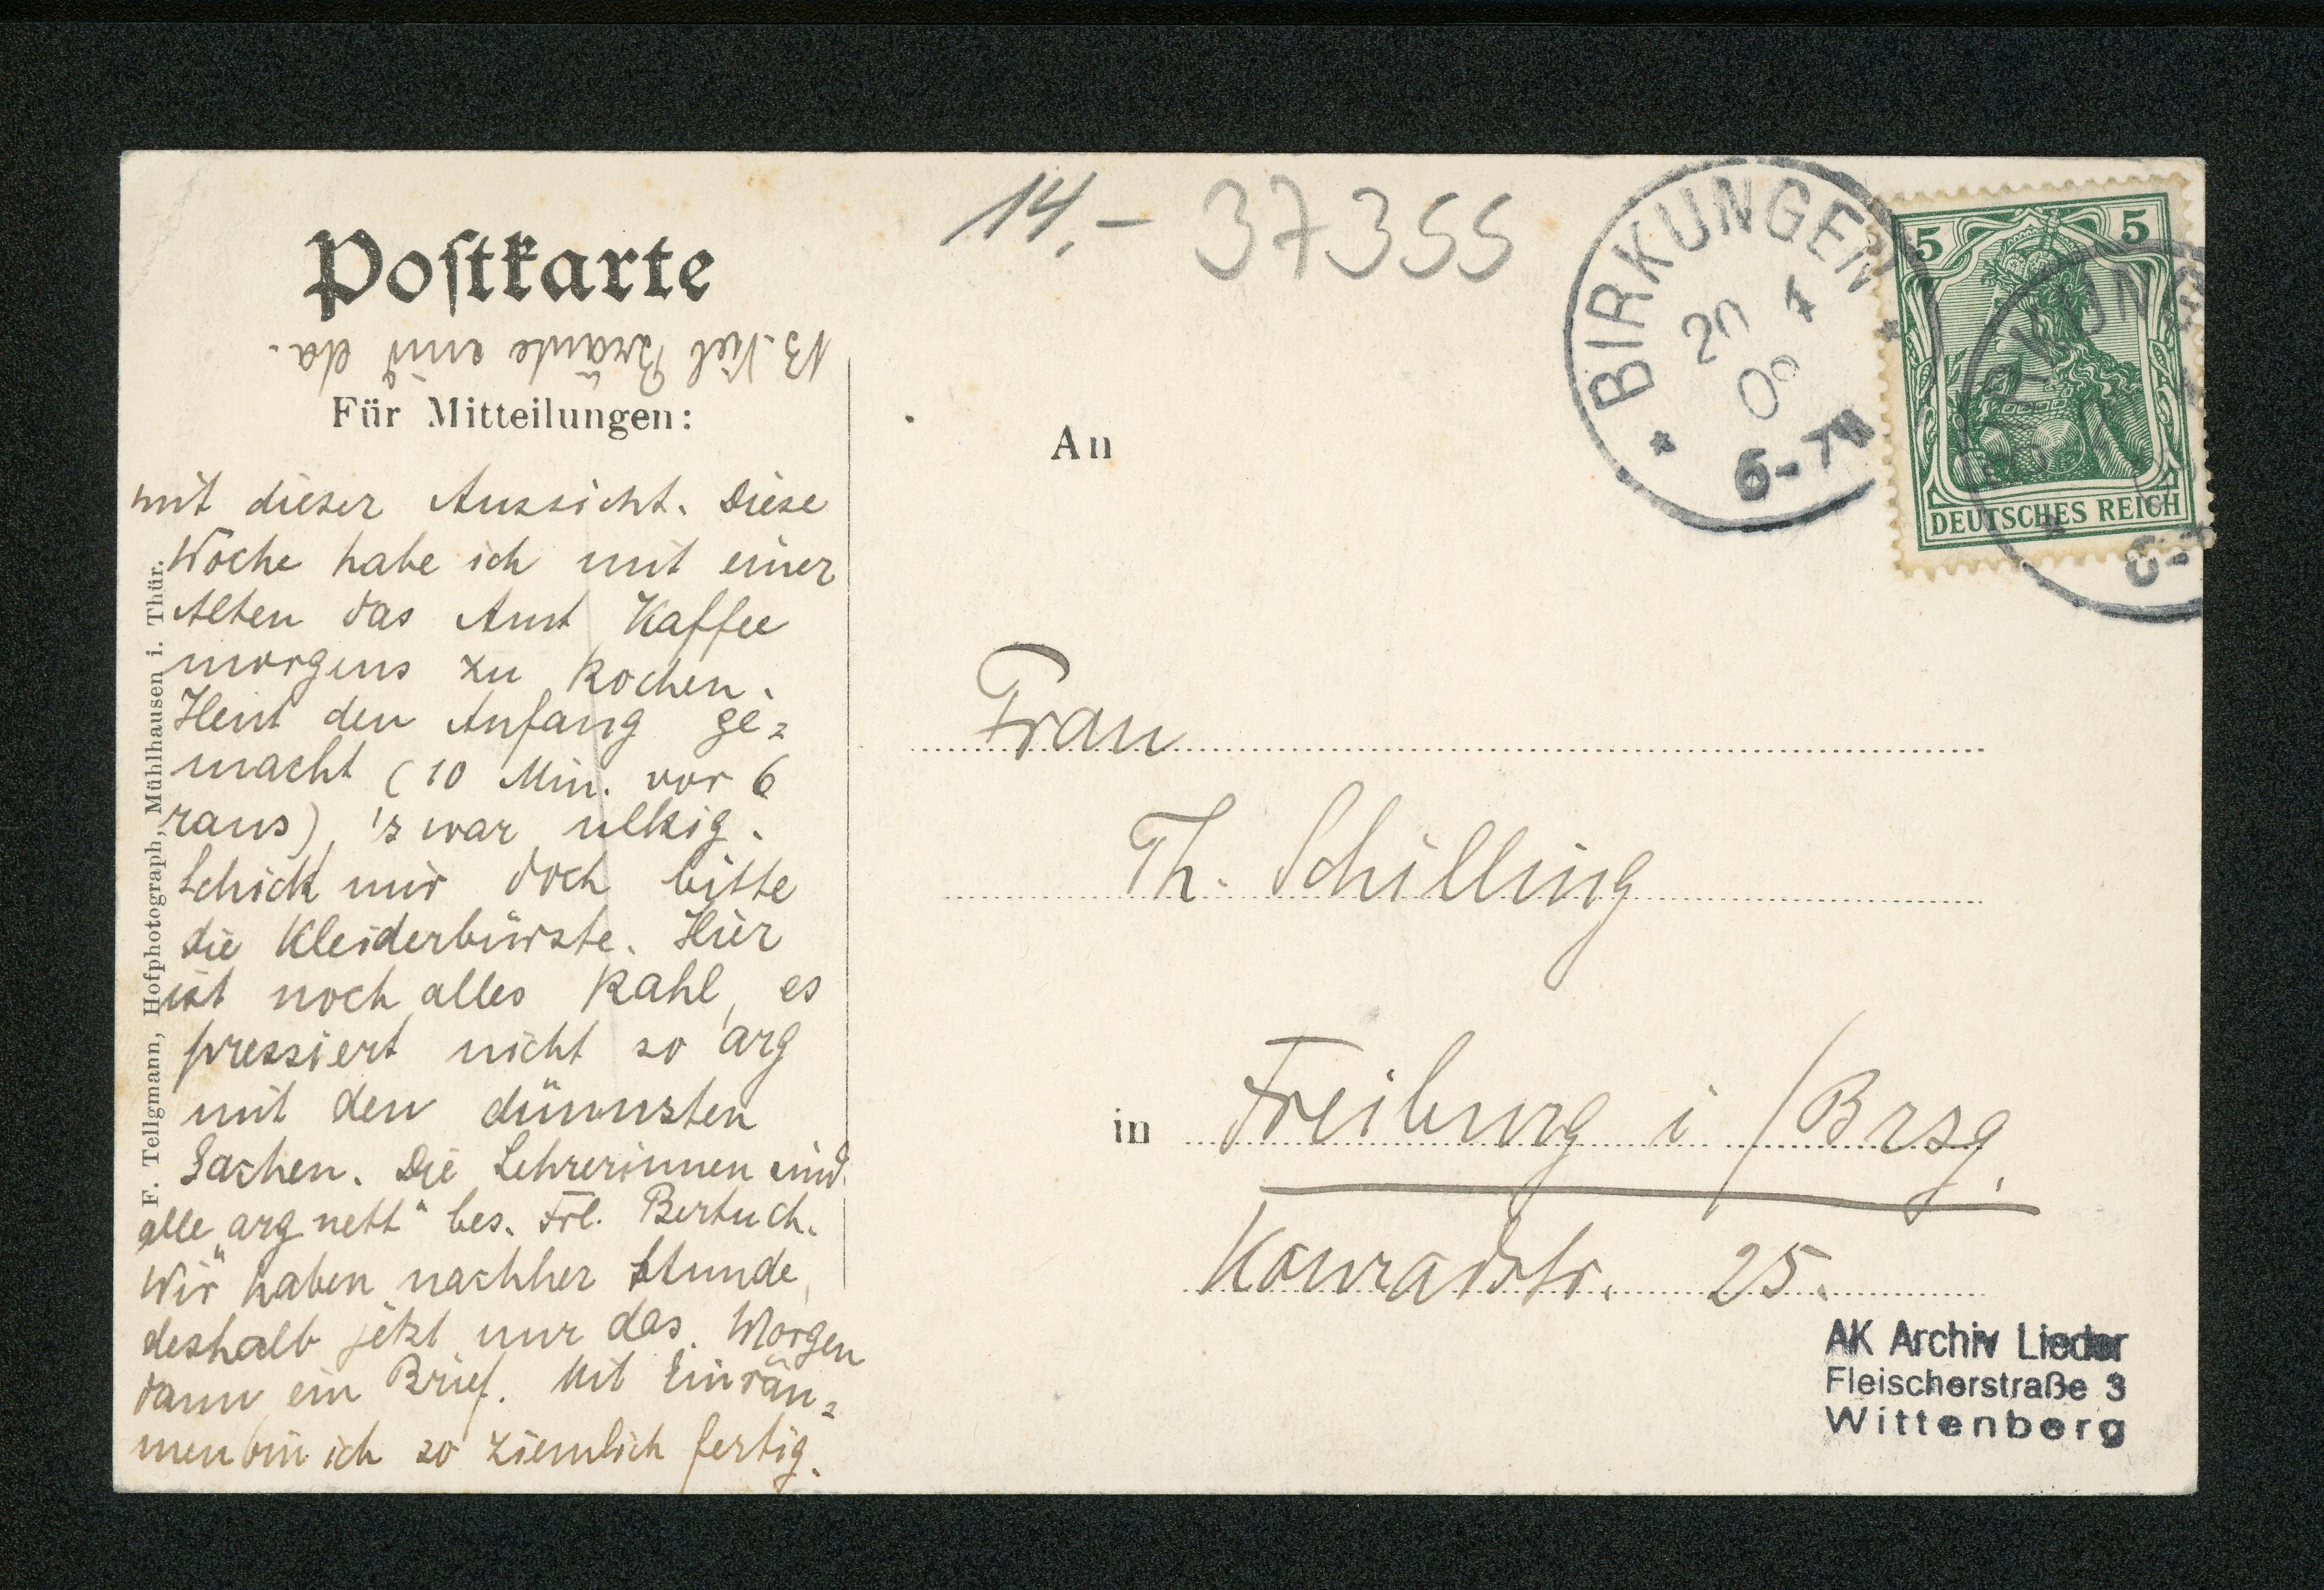 14.- 37355
BIRKUNGEN
20 4
6-7N
5 5
DEUTSCHES REICH
Postkarte
NB. Viel Bräute sind da.
Für Mitteilungen:
mit dieser Aussicht. Diese
Woche habe ich mit einer
Alten das Amt Kaffee
morgens zu kochen.
Heut den Anfang ge=
macht (10 Min. vor 6
raus), 's war ulkig.
Schick mir doch bitte
die Kleiderbürste. Hier
ist noch alles kahl, es
pressiert nicht so arg
mit den dünnsten
Sachen. Die Lehrerinnen sind
alle „arg nett“ bes. Frl. Bertuch.
Wir haben nachher Stunde,
deshalb jetzt nur das. Morgen
dann ein Brief. Mit Einräu=
men bin ich so ziemlich fertig.
F. Tellgmann, Hofphotograph, Mühlhausen i. Thür.
An
Frau
Th. Schilling
in Freiburg i/Brsg.
Konradstr. 25.
AK Archiv Lieder
Fleischerstraße 3
Wittenberg